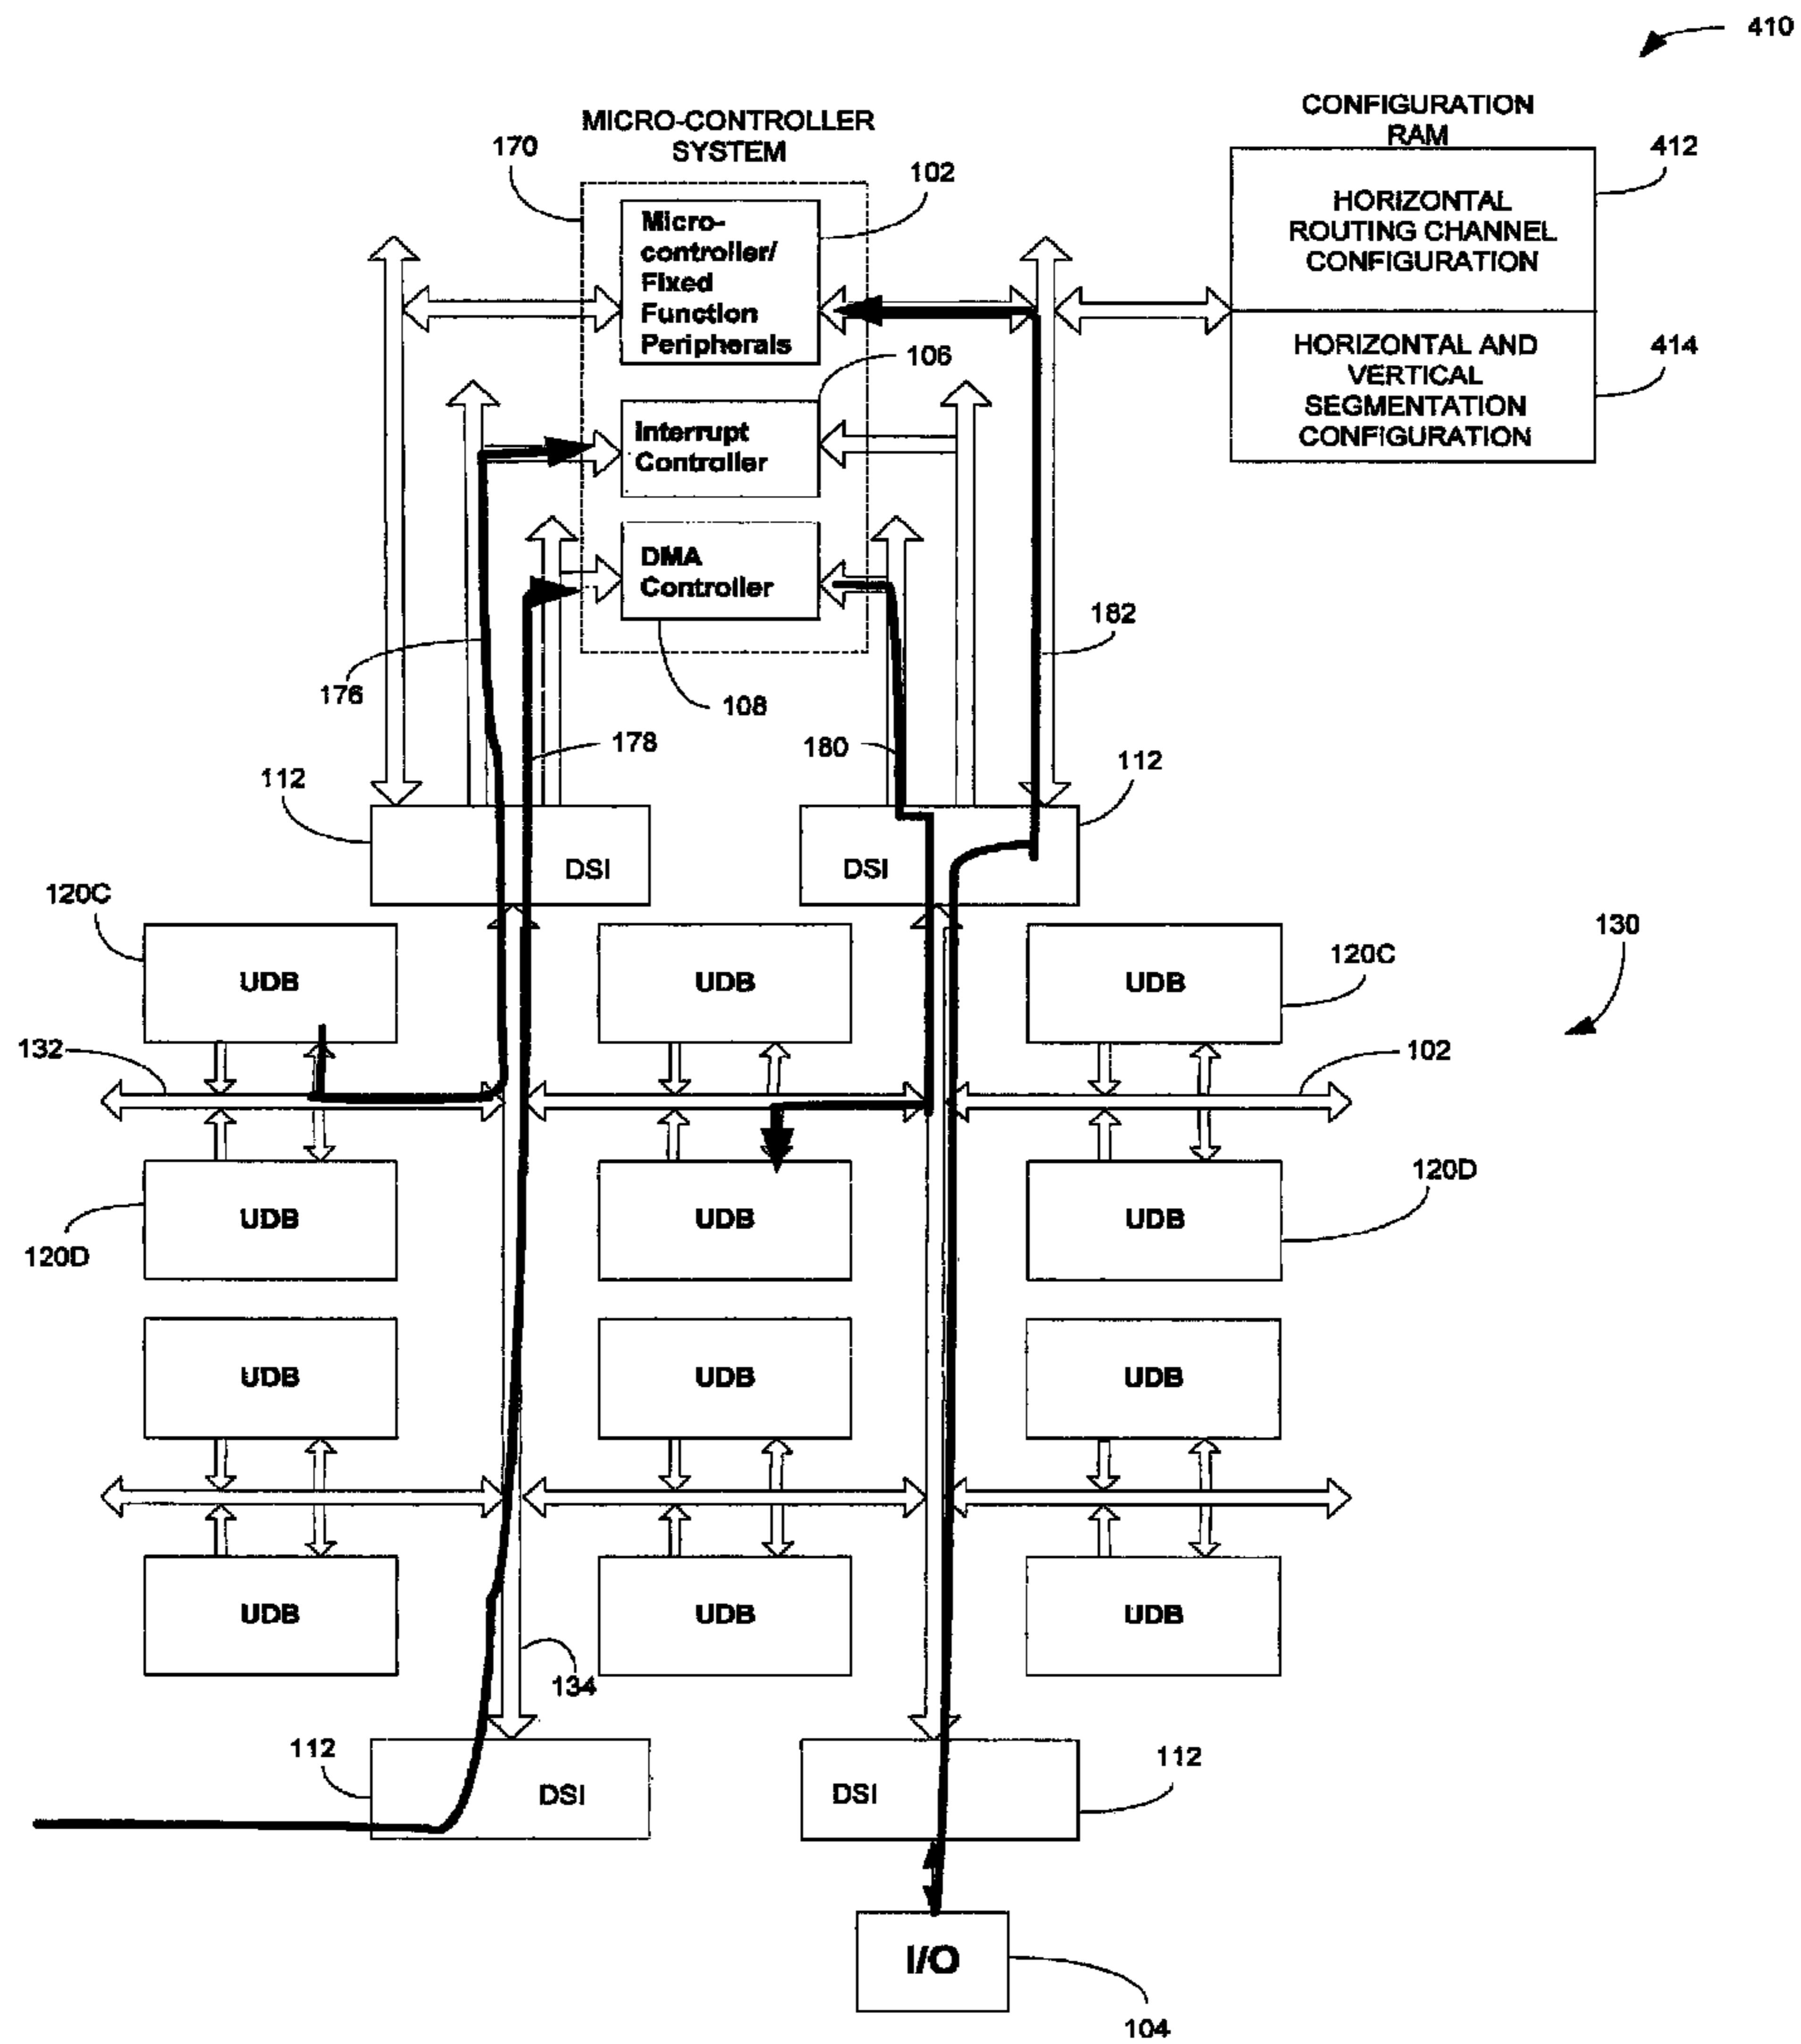 410
CONFIGURATION
RAM
MICRO-CONTROLLER
SYSTEM
170
102
412
HORIZONTAL
ROUTING CHANNEL
CONFIGURATION
Micro-
controller/
Fixed
Function
Peripherals
414
HORIZONTAL AND
VERTICAL
SEGMENTATION
CONFIGURATION
106
Interrupt
Controller
DMA
Controller
182
176
108
178
180
112
112
DSI
DSI
120C
130
120C
UDB
UDB
UDB
132
102
120D
UDB
UDB
UDB
120D
UDB
UDB
UDB
UDB
UDB
UDB
134
112
112
DSI
DSI
I/O
104